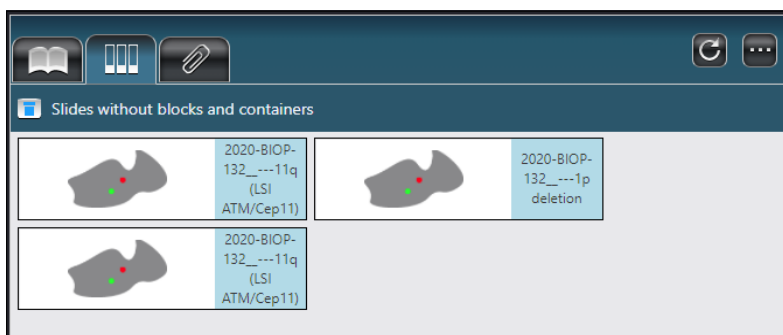 Slides without blocks and containers
2020-BIOP-
132__---11q
(LSI
ATM/Cep11)
2020-BIOP-
132__---1p
deletion
2020-BIOP-
132__---11q
(LSI
ATM/Cep11)